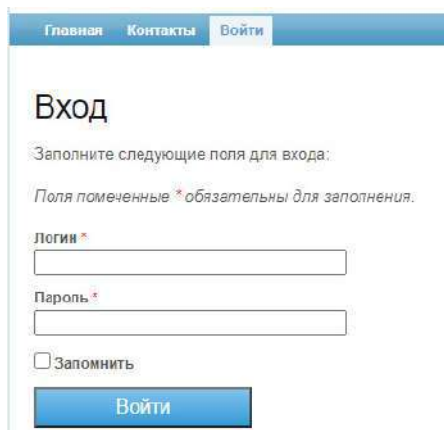 Главная Контакты Войти
Вход
Заполните следующие поля для входа:
Поля помеченные * обязательны для заполнения.
Логин *
Пароль *
Запомнить
Войти